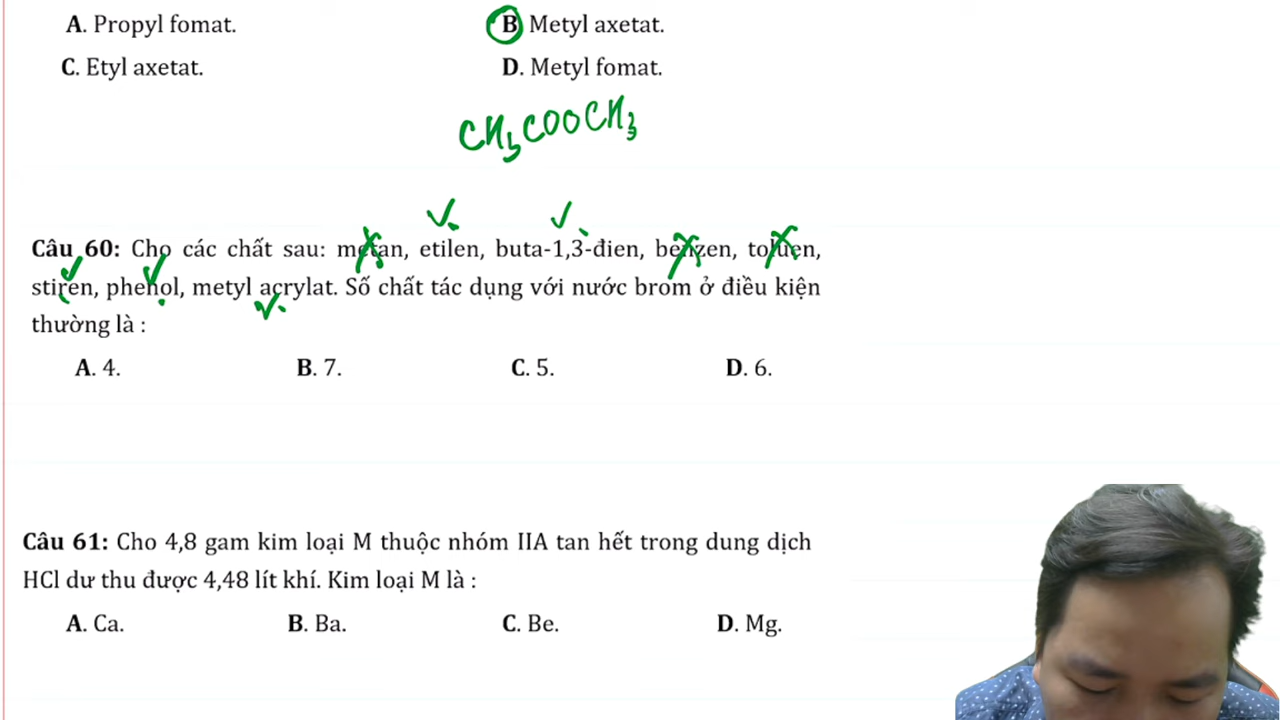 A. Propyl fomat. B. Metyl axetat.
C. Etyl axetat. D. Metyl fomat.
CH3COOCH3
Câu 60: Cho các chất sau: metan, etilen, buta-1,3-đien, benzen, toluen,
stiren, phenol, metyl acrylat. Số chất tác dụng với nước brom ở điều kiện
thường là :
A. 4. B. 7. C. 5. D. 6.
Câu 61: Cho 4,8 gam kim loại M thuộc nhóm IIA tan hết trong dung dịch
HCl dư thu được 4,48 lít khí. Kim loại M là :
A. Ca. B. Ba. C. Be. D. Mg.